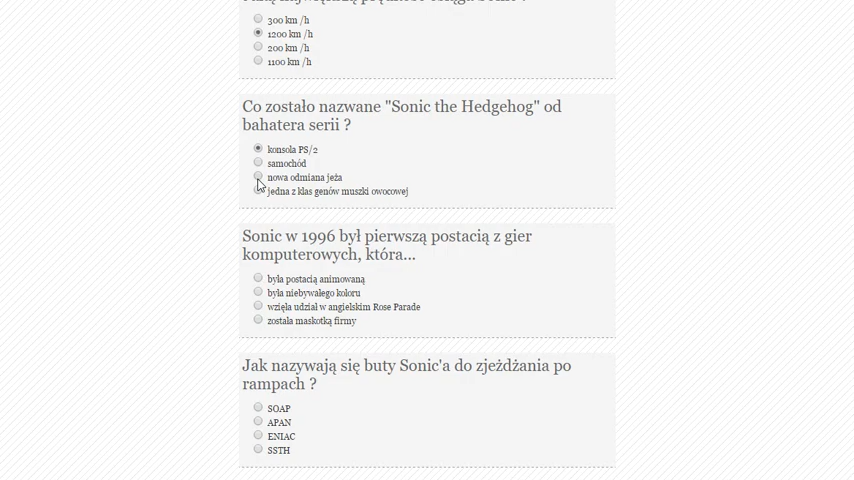 300 km /h
1200 km /h
200 km /h
1100 km /h
Co zostało nazwane "Sonic the Hedgehog" od
bahatera serii ?
konsola PS/2
samochód
nowa odmiana jeża
jedna z klas genów muszki owocowej
Sonic w 1996 był pierwszą postacią z gier
komputerowych, która...
była postacią animowaną
była niebywałego koloru
wzięła udział w angielskim Rose Parade
została maskotką firmy
Jak nazywają się buty Sonic'a do zjeżdżania po
rampach ?
SOAP
APAN
ENIAC
SSTH